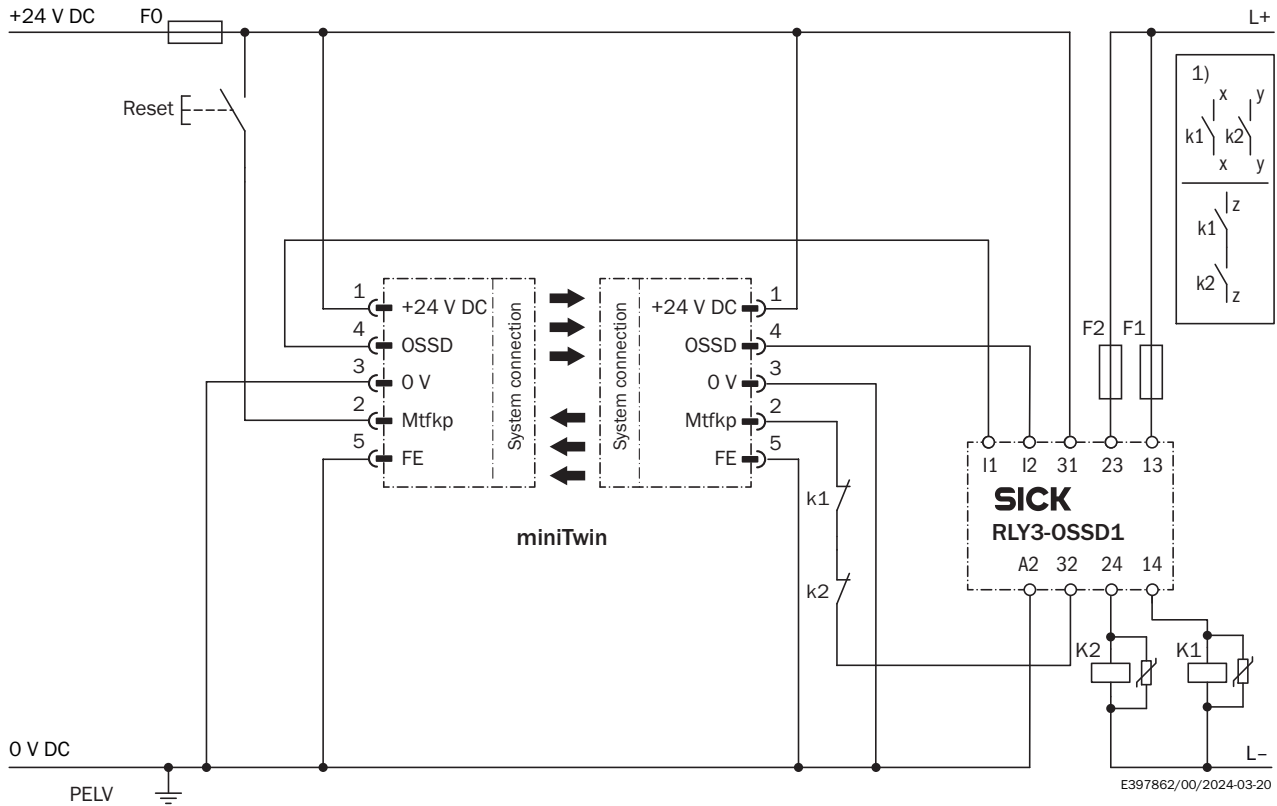 +24 V DC
F0
L+
Reset
1)
x
y
k1
k2
x
y
z
k1
k2
z
1
+24 V DC
4
OSSD
3
0 V
2
Mtfkp
5
FE
System connection
System connection
+24 V DC
1
OSSD
4
0 V
3
Mtfkp
2
FE
5
miniTwin
k1
k2
F2
F1
I1
I2
31
23
13
SICK
RLY3-OSSD1
A2
32
24
14
K2
K1
0 V DC
L–
PELV
E397862/00/2024-03-20